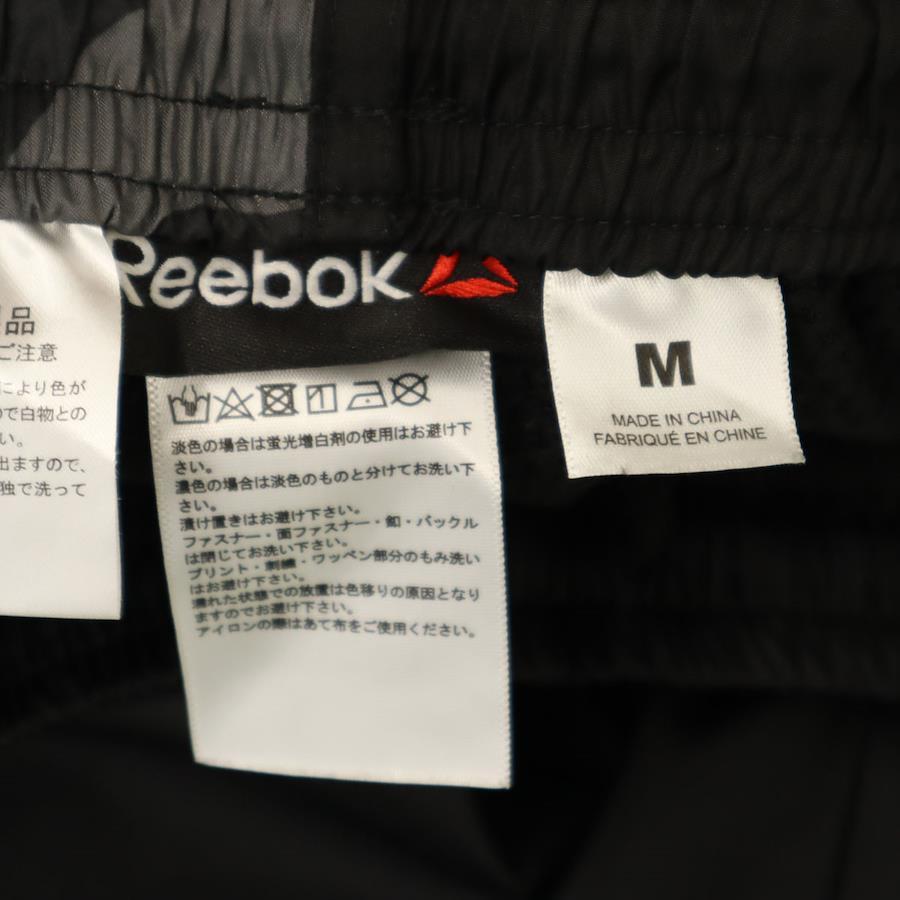 Reebok
品
ご注意
により色が
ので白物との
い。
出ますので、
独で洗って
淡色の場合は蛍光増白剤の使用はお避け下
さい。
濃色の場合は淡色のものと分けてお洗い下
さい。
漬け置きはお避け下さい。
ファスナー・面ファスナー・釦・バックル
は閉じてお洗い下さい。
プリント・刺繍・ワッペン部分のもみ洗い
はお避け下さい。
濡れた状態での放置は色移りの原因となり
ますのでお避け下さい。
アイロンの際はあて布をご使用ください。
M
MADE IN CHINA
FABRIQUÉ EN CHINE